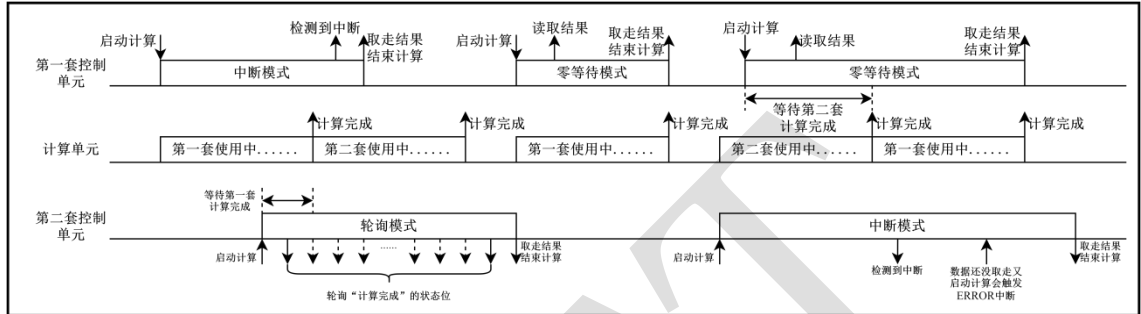 启动计算
检测到中断
取走结果
结束计算
启动计算
读取结果
取走结果
结束计算
启动计算
读取结果
取走结果
结束计算
第一套控制
单元
中断模式
零等待模式
零等待模式
等待第二套
计算完成
计算完成
计算完成
计算完成
计算完成
计算完成
计算单元
第一套使用中......
第二套使用中......
第一套使用中......
第二套使用中......
第一套使用中......
等待第一套
计算完成
第二套控制
单元
轮询模式
中断模式
启动计算
......
取走结果
结束计算
启动计算
检测到中断
数据还没取走又
启动计算会触发
ERROR中断
取走结果
结束计算
轮询“计算完成”的状态位